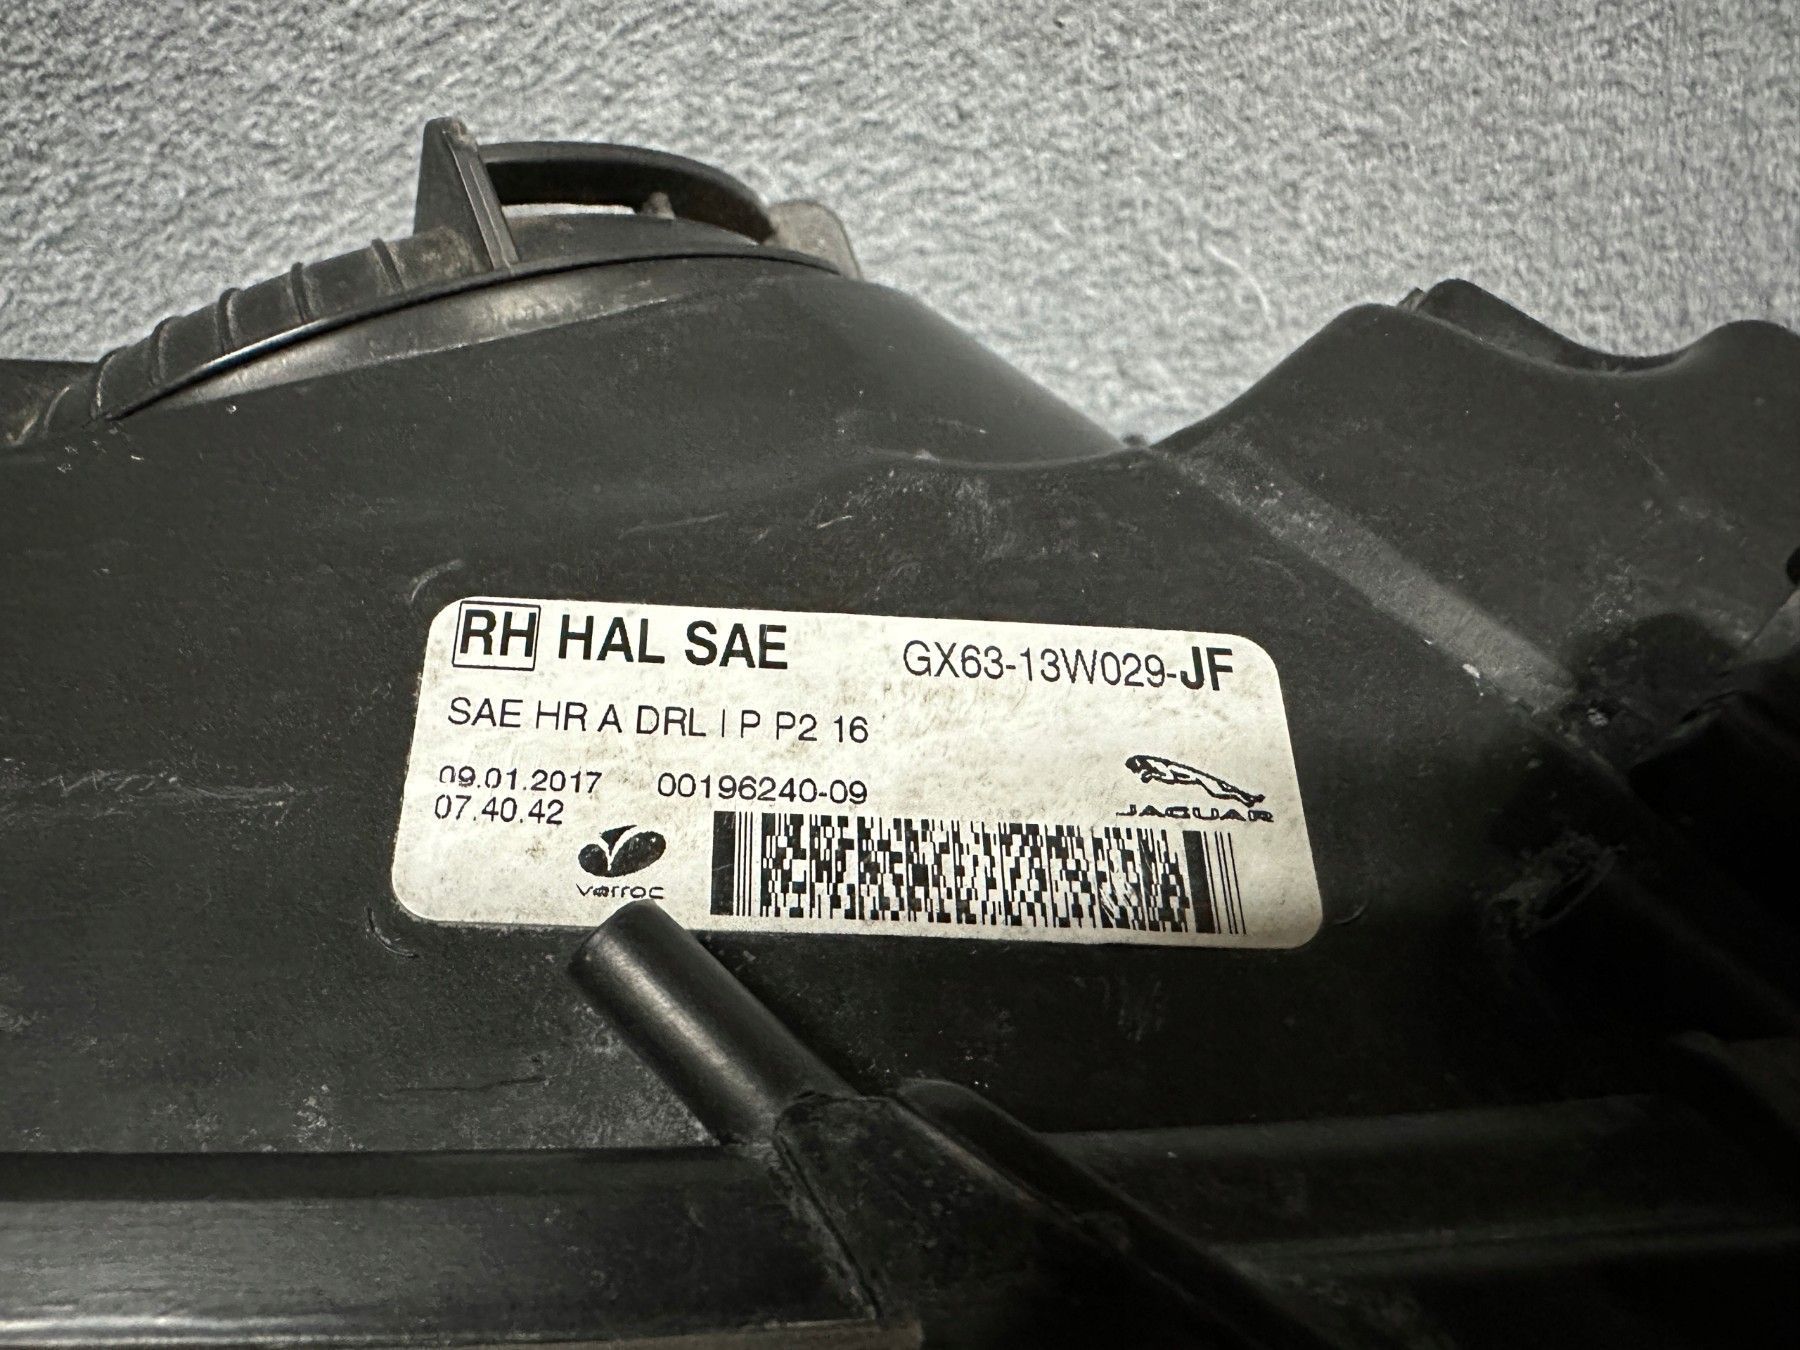 RH HAL SAE GX63-13W029-JF
SAE HR A DRL I P P2 16
09.01.2017 00196240-09
07.40.42
JAGUAR
varroc